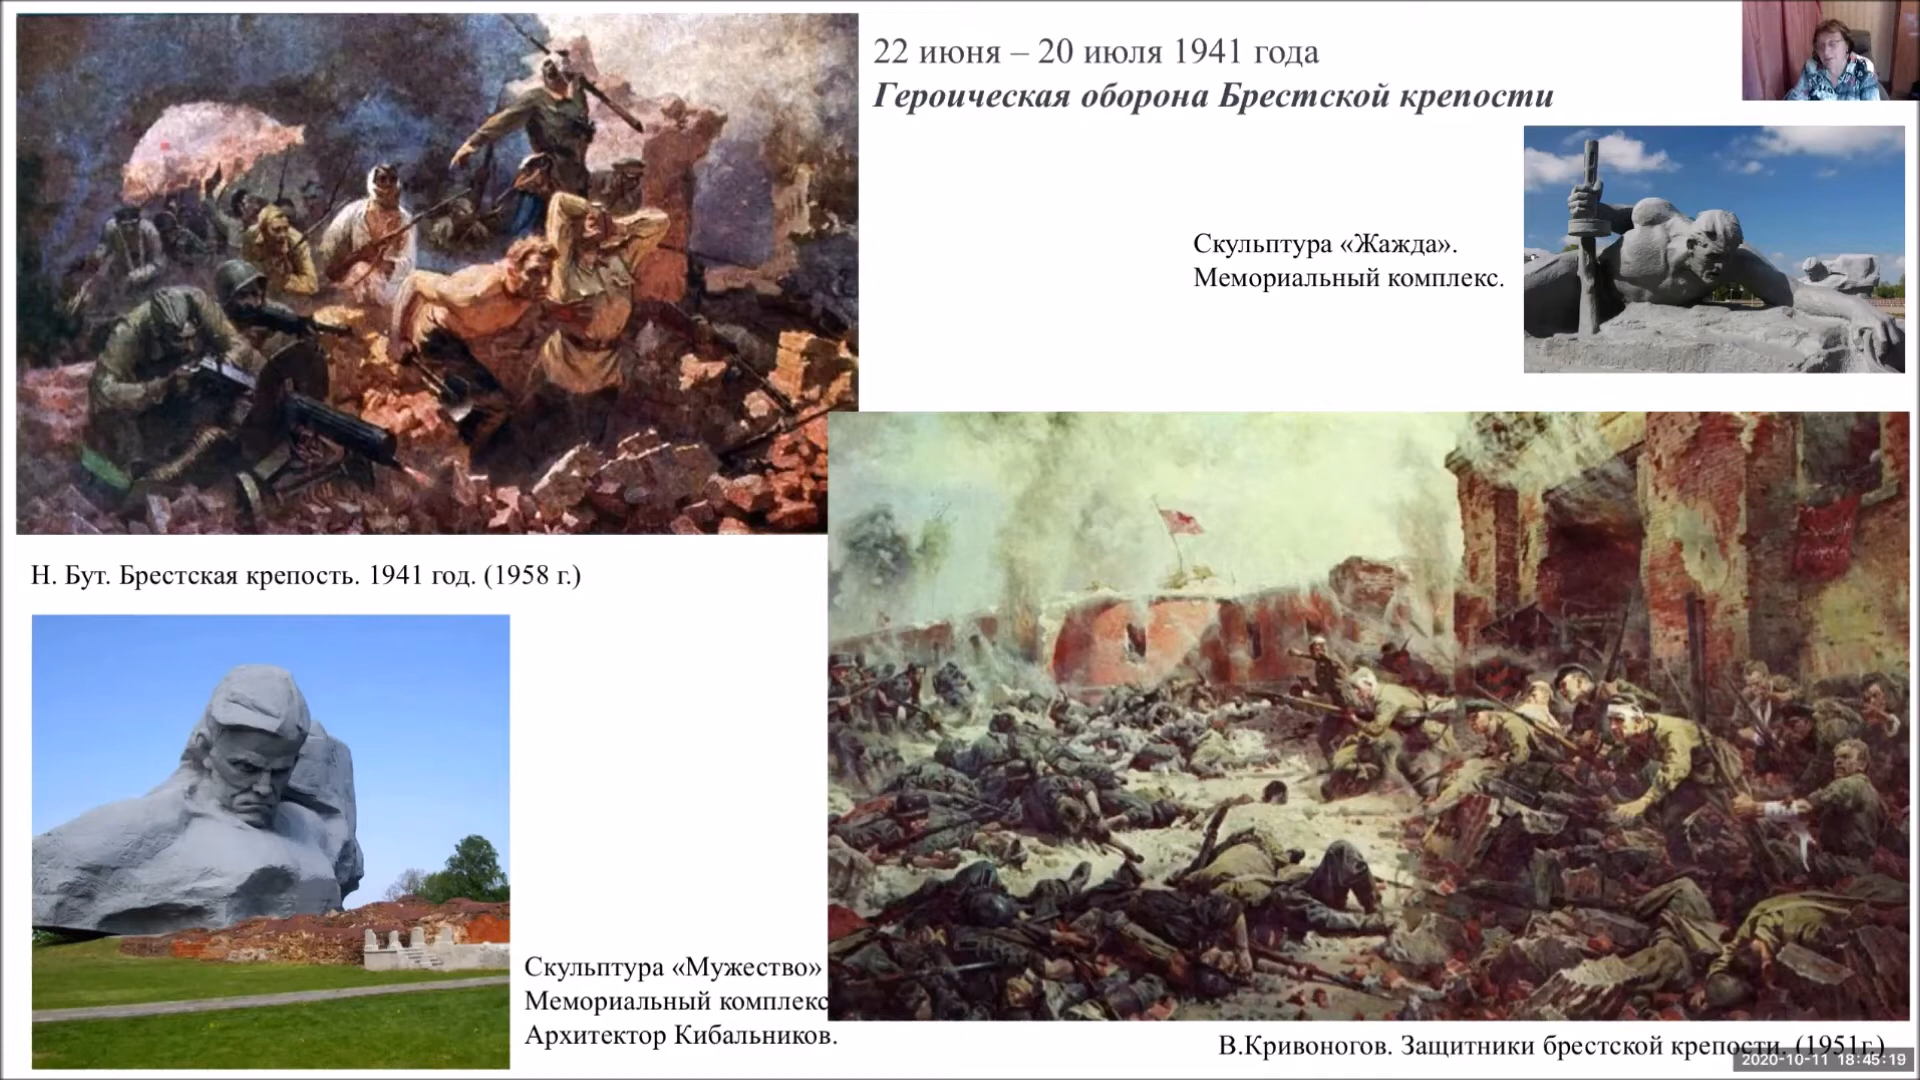 22 июня – 20 июля 1941 года
Героическая оборона Брестской крепости
Скульптура «Жажда».
Мемориальный комплекс.
Н. Бут. Брестская крепость. 1941 год. (1958 г.)
Скульптура «Мужество»
Мемориальный комплекс
Архитектор Кибальников.
В.Кривоногов. Защитники брестской крепости. (1951г.)
2020-10-11 18:45:19